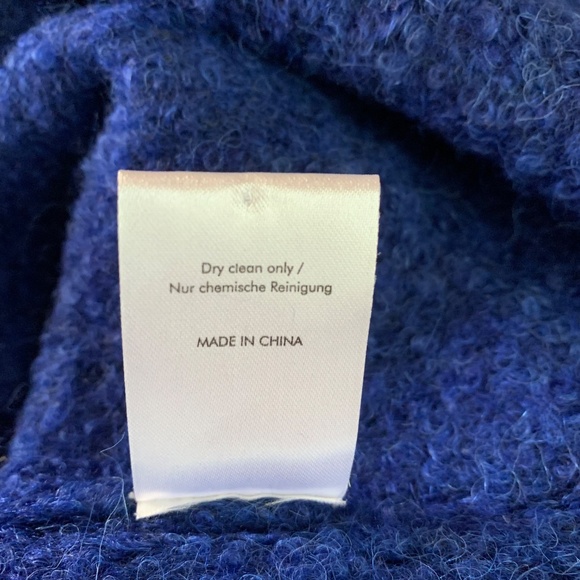 Dry clean only /
Nur chemische Reinigung
MADE IN CHINA